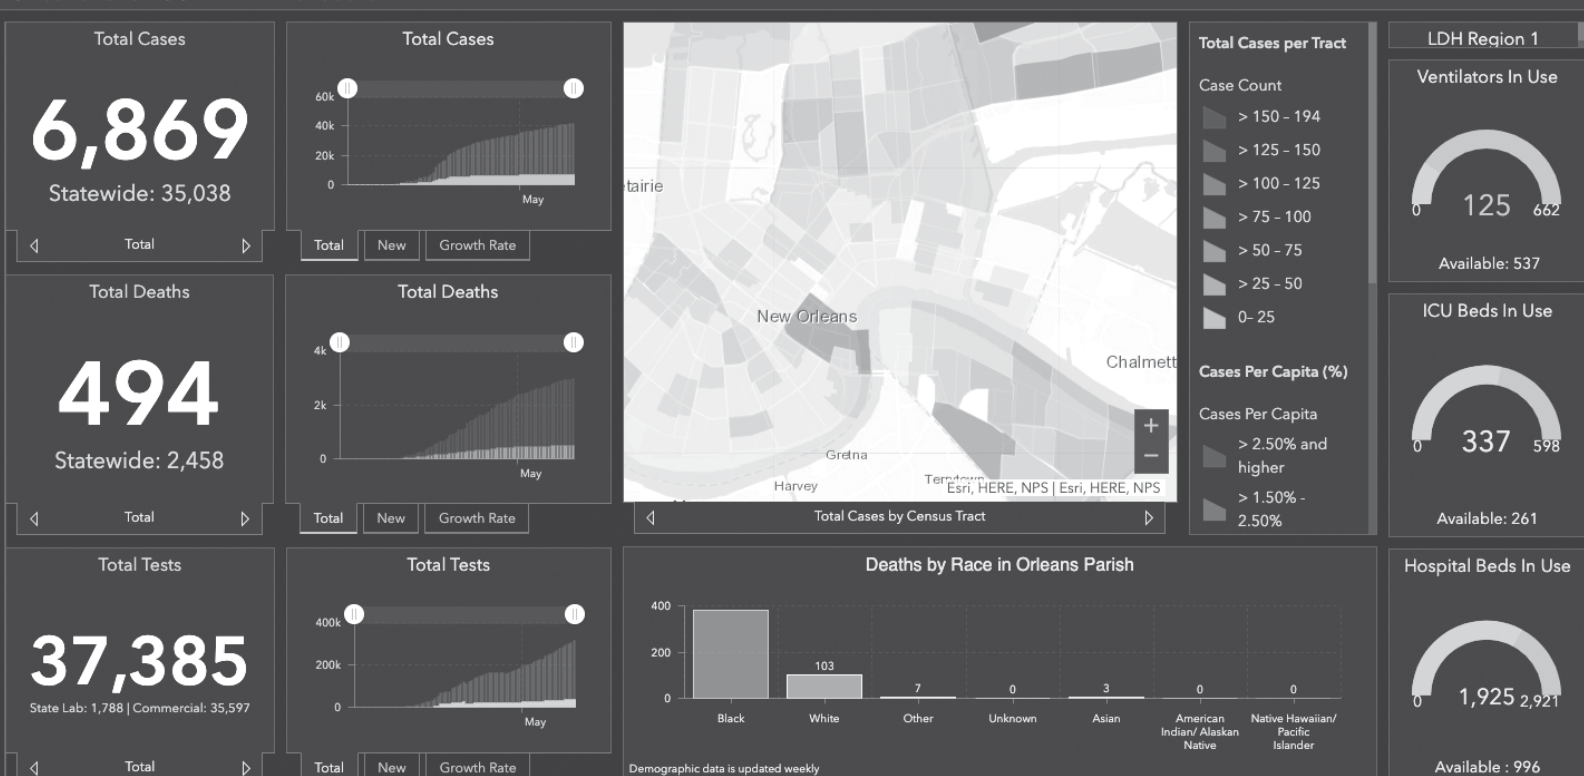 Total Cases
6,869
Statewide: 35,038
Total
Total Cases
60k
40k
20k
0
May
Total
New
Growth Rate
Total Deaths
494
Statewide: 2,458
Total
Total Deaths
4k
2k
0
May
Total
New
Growth Rate
Total Tests
37,385
State Lab: 1,788 | Commercial: 35,597
Total
Total Tests
400k
200k
0
May
Total
New
Growth Rate
etairie
New Orleans
Chalmett
Gretna
Harvey
Terrytown
+
−
Esri, HERE, NPS | Esri, HERE, NPS
Total Cases by Census Tract
Total Cases per Tract
Case Count
> 150 – 194
> 125 – 150
> 100 – 125
> 75 – 100
> 50 – 75
> 25 – 50
0– 25
Cases Per Capita (%)
Cases Per Capita
> 2.50% and
higher
> 1.50% -
2.50%
Deaths by Race in Orleans Parish
400
200
0
103
7
0
3
0
0
Black
White
Other
Unknown
Asian
American
Indian/ Alaskan
Native
Native Hawaiian/
Pacific
Islander
Demographic data is updated weekly
LDH Region 1
Ventilators In Use
0
125
662
Available: 537
ICU Beds In Use
0
337
598
Available: 261
Hospital Beds In Use
0
1,925
2,921
Available : 996